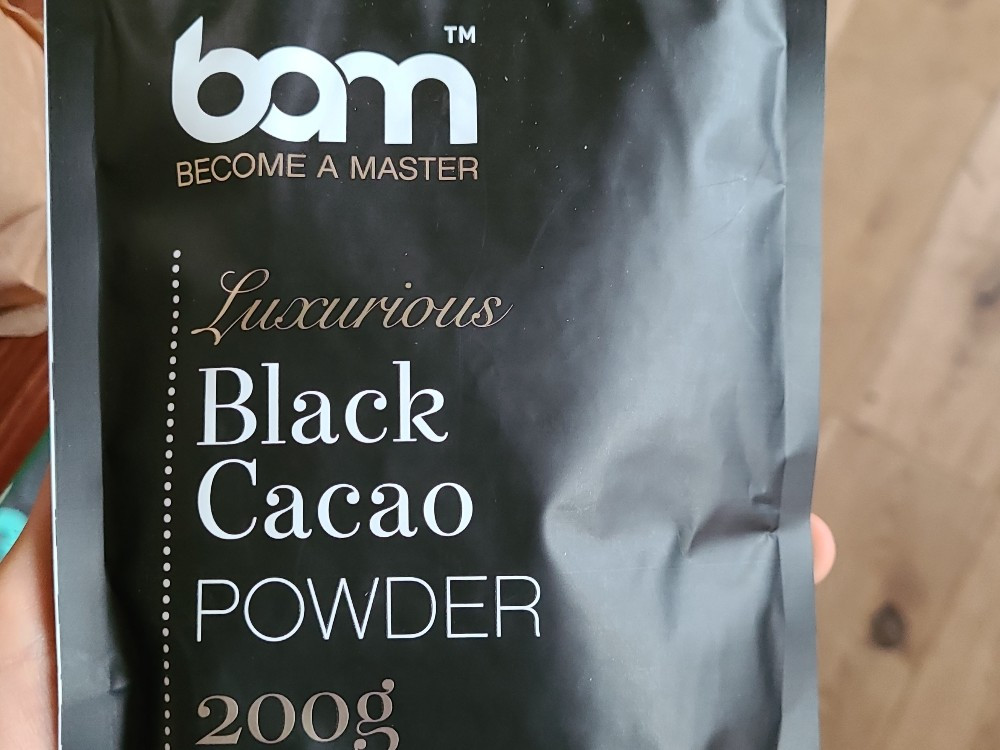 bam™
BECOME A MASTER
Luxurious
Black
Cacao
POWDER
200g